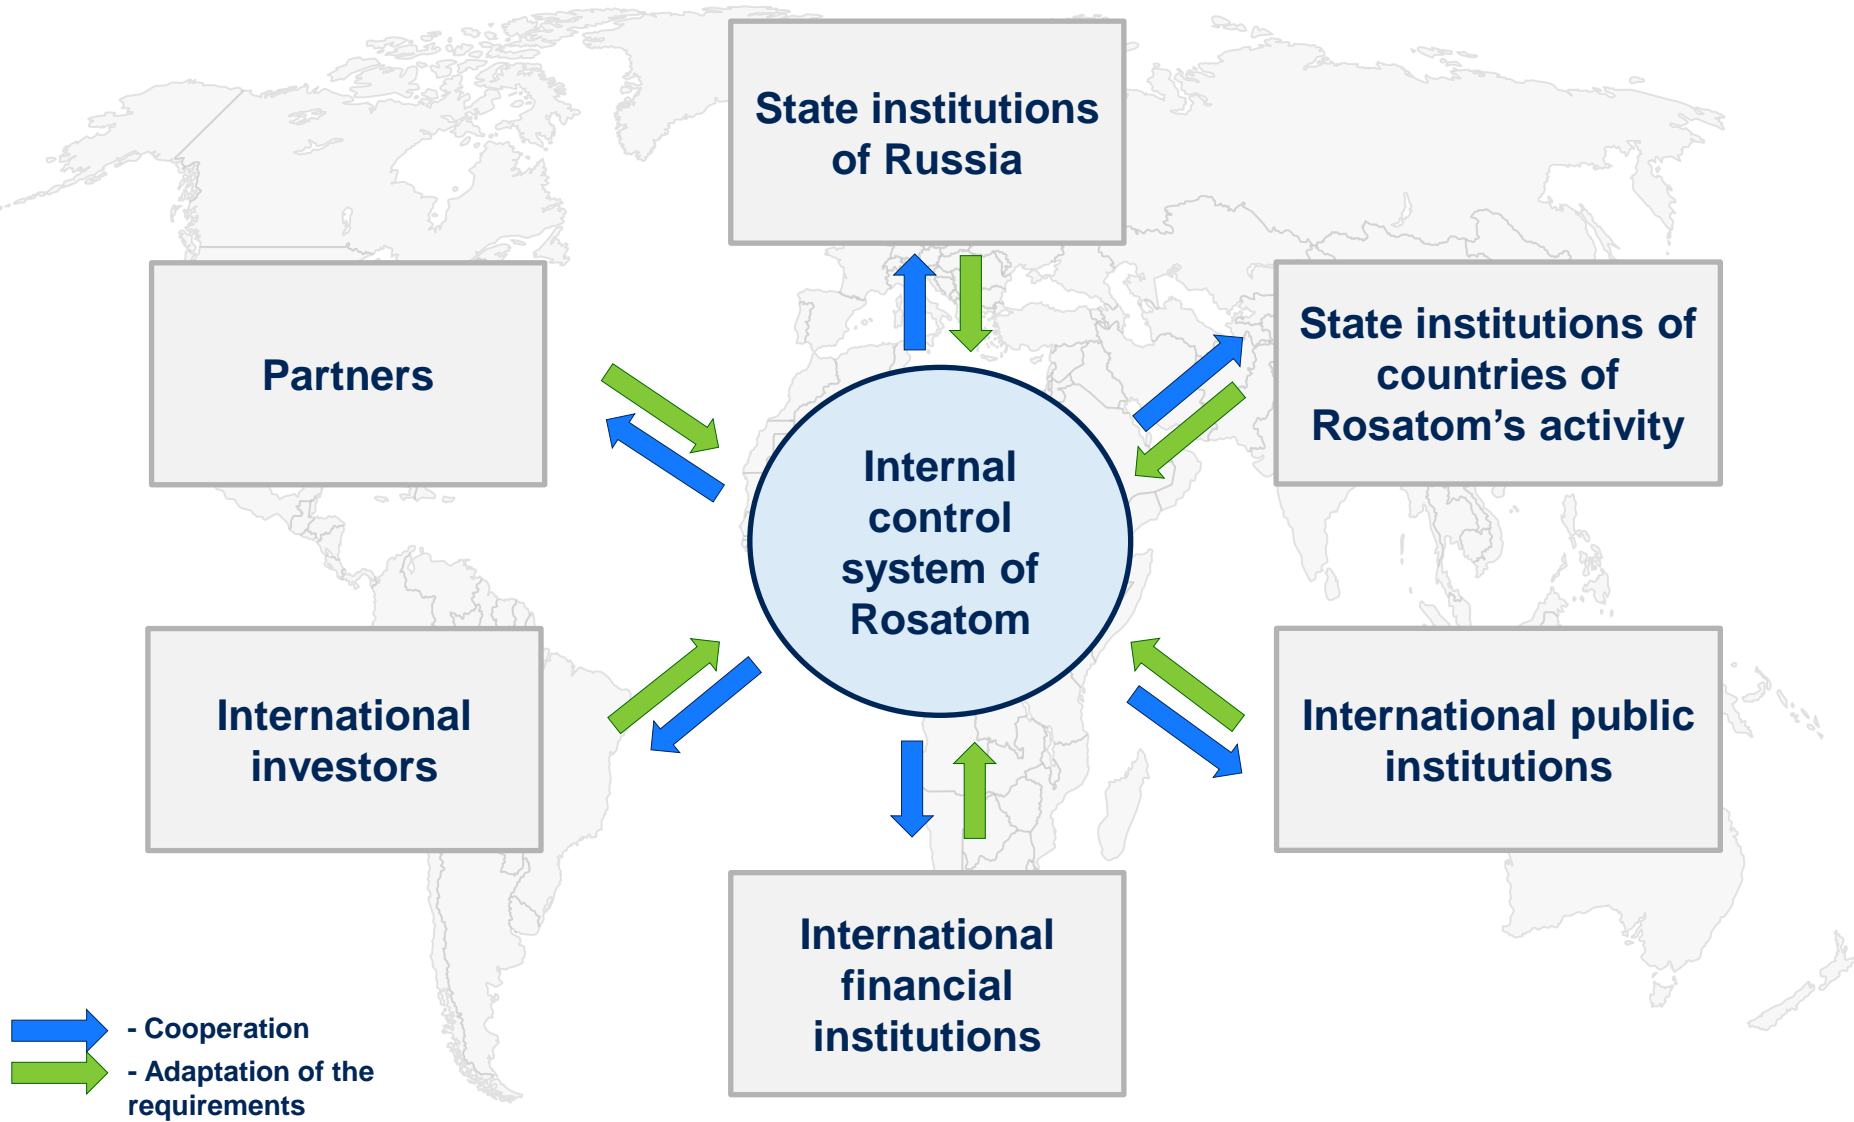 State institutions
of Russia
Partners
State institutions of
countries of
Rosatom’s activity
Internal
control
system of
Rosatom
International
investors
International public
institutions
International
financial
institutions
- Cooperation
- Adaptation of the
requirements